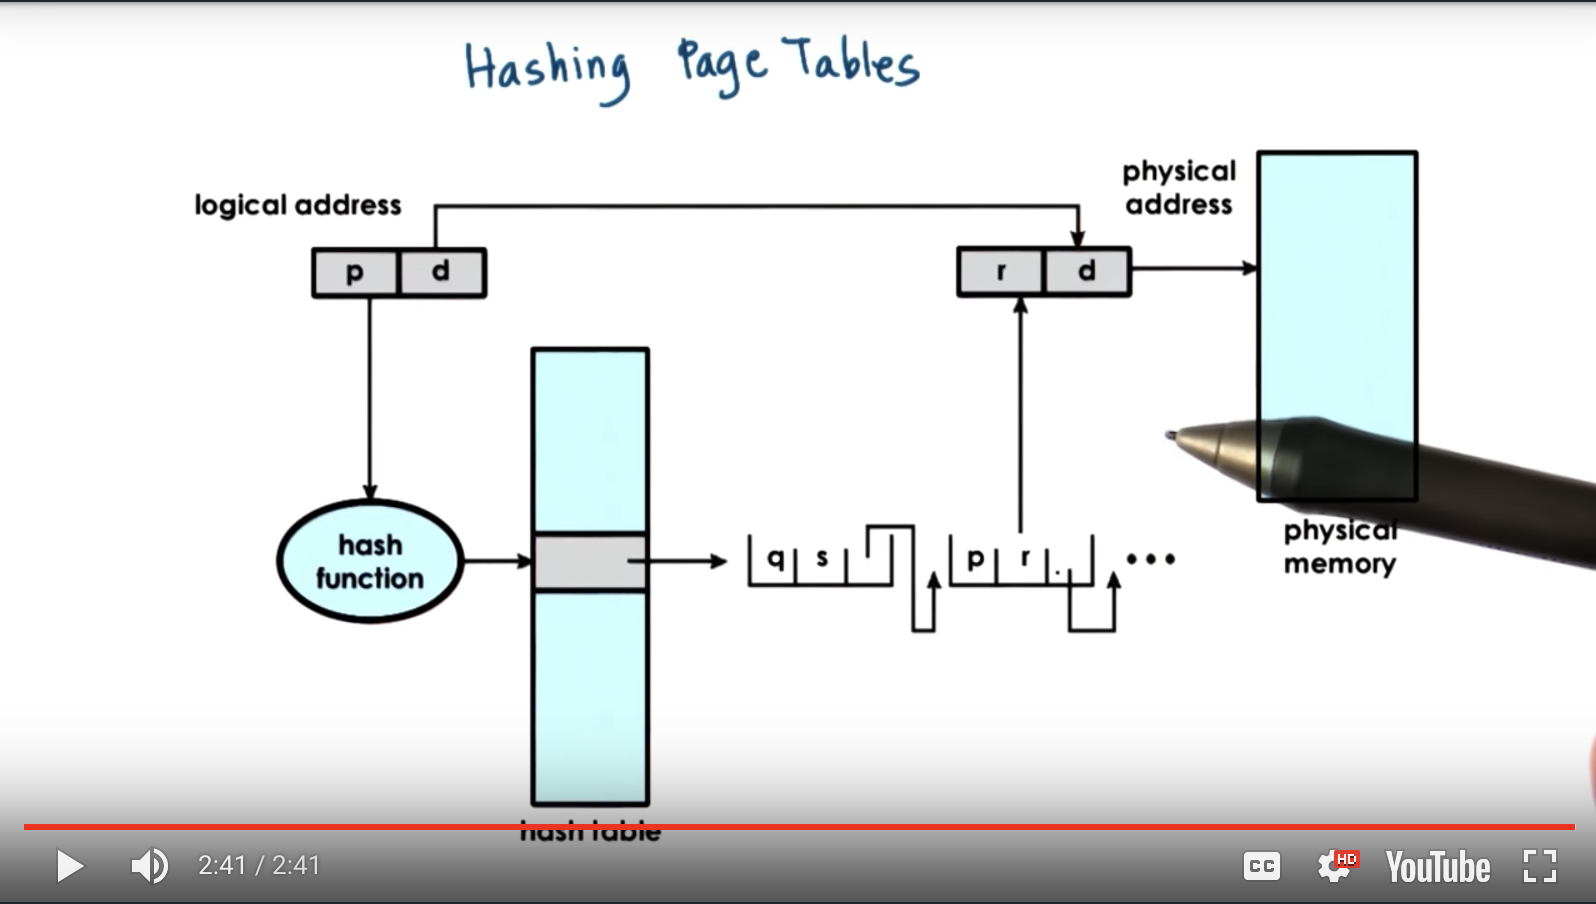 Hashing Page Tables
logical address
physical
address
p d
r d
hash
function
q s
p r
...
physical
memory
hash table
2:41 / 2:41
CC
HD
YouTube